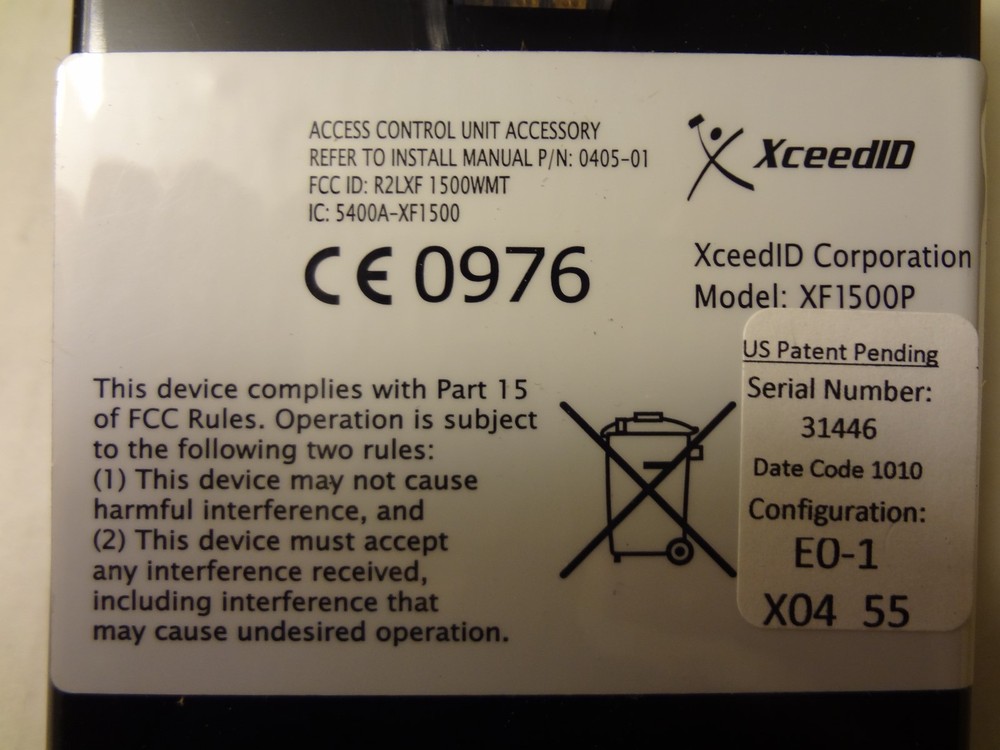 ACCESS CONTROL UNIT ACCESSORY
REFER TO INSTALL MANUAL P/N: 0405-01
FCC ID: R2LXF 1500WMT
IC: 5400A-XF1500
CE 0976
XceedID
XceedID Corporation
Model: XF1500P
This device complies with Part 15
of FCC Rules. Operation is subject
to the following two rules:
(1) This device may not cause
harmful interference, and
(2) This device must accept
any interference received,
including interference that
may cause undesired operation.
US Patent Pending
Serial Number:
31446
Date Code 1010
Configuration:
E0-1
X04 55